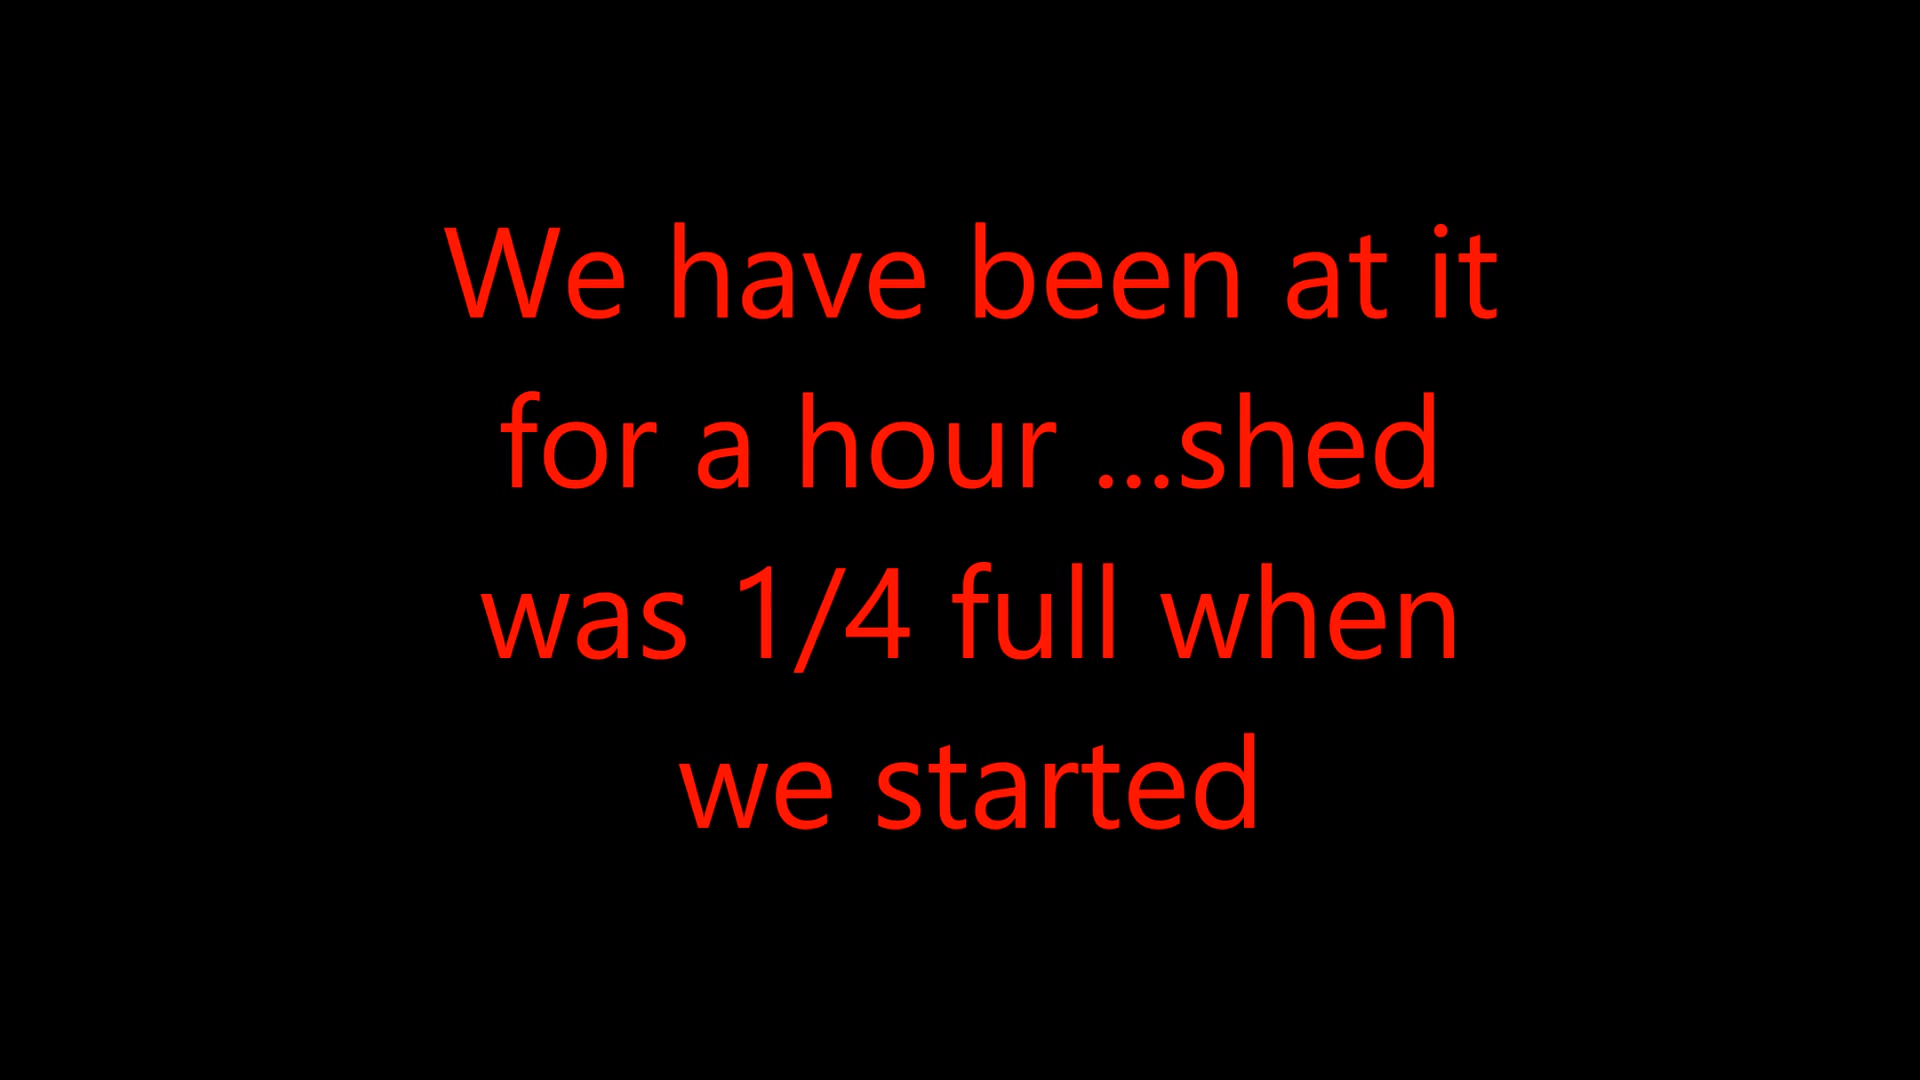 We have been at it
for a hour ...shed
was 1/4 full when
we started